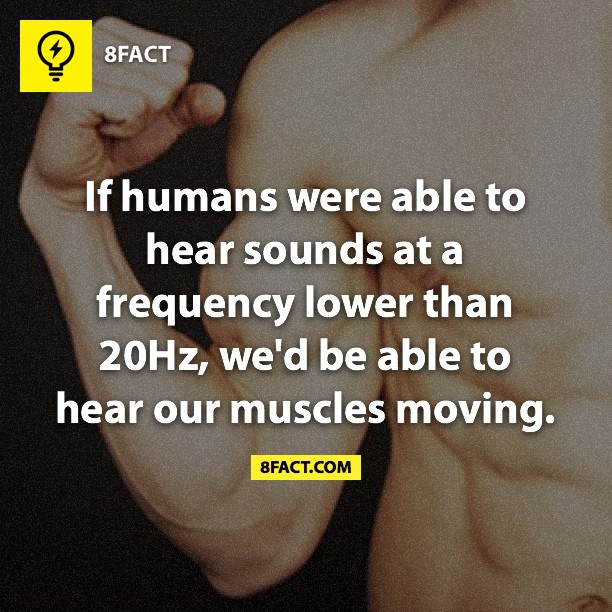 8FACT
If humans were able to
hear sounds at a
frequency lower than
20Hz, we'd be able to
hear our muscles moving.
8FACT.COM